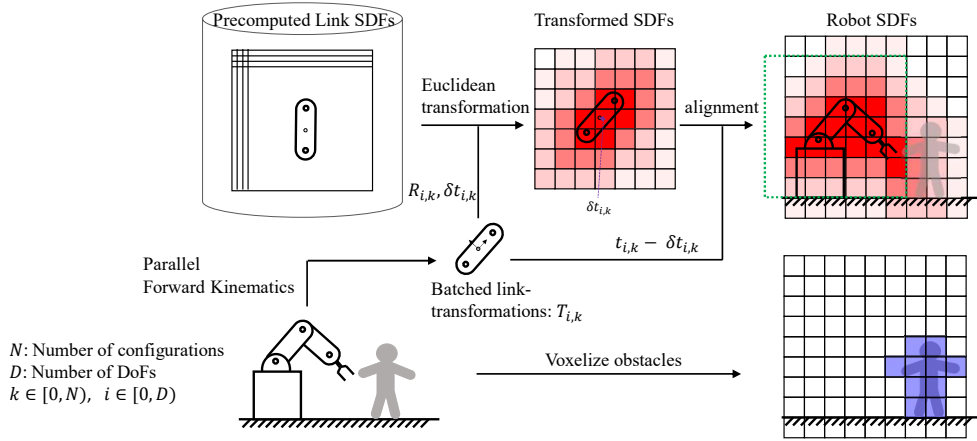 Precomputed Link SDFs
Transformed SDFs
Robot SDFs
Euclidean
transformation
alignment
R_{i,k}, δt_{i,k}
δt_{i,k}
t_{i,k} − δt_{i,k}
Parallel
Forward Kinematics
Batched link-
transformations: T_{i,k}
N: Number of configurations
D: Number of DoFs
k ∈ [0, N), i ∈ [0, D)
Voxelize obstacles